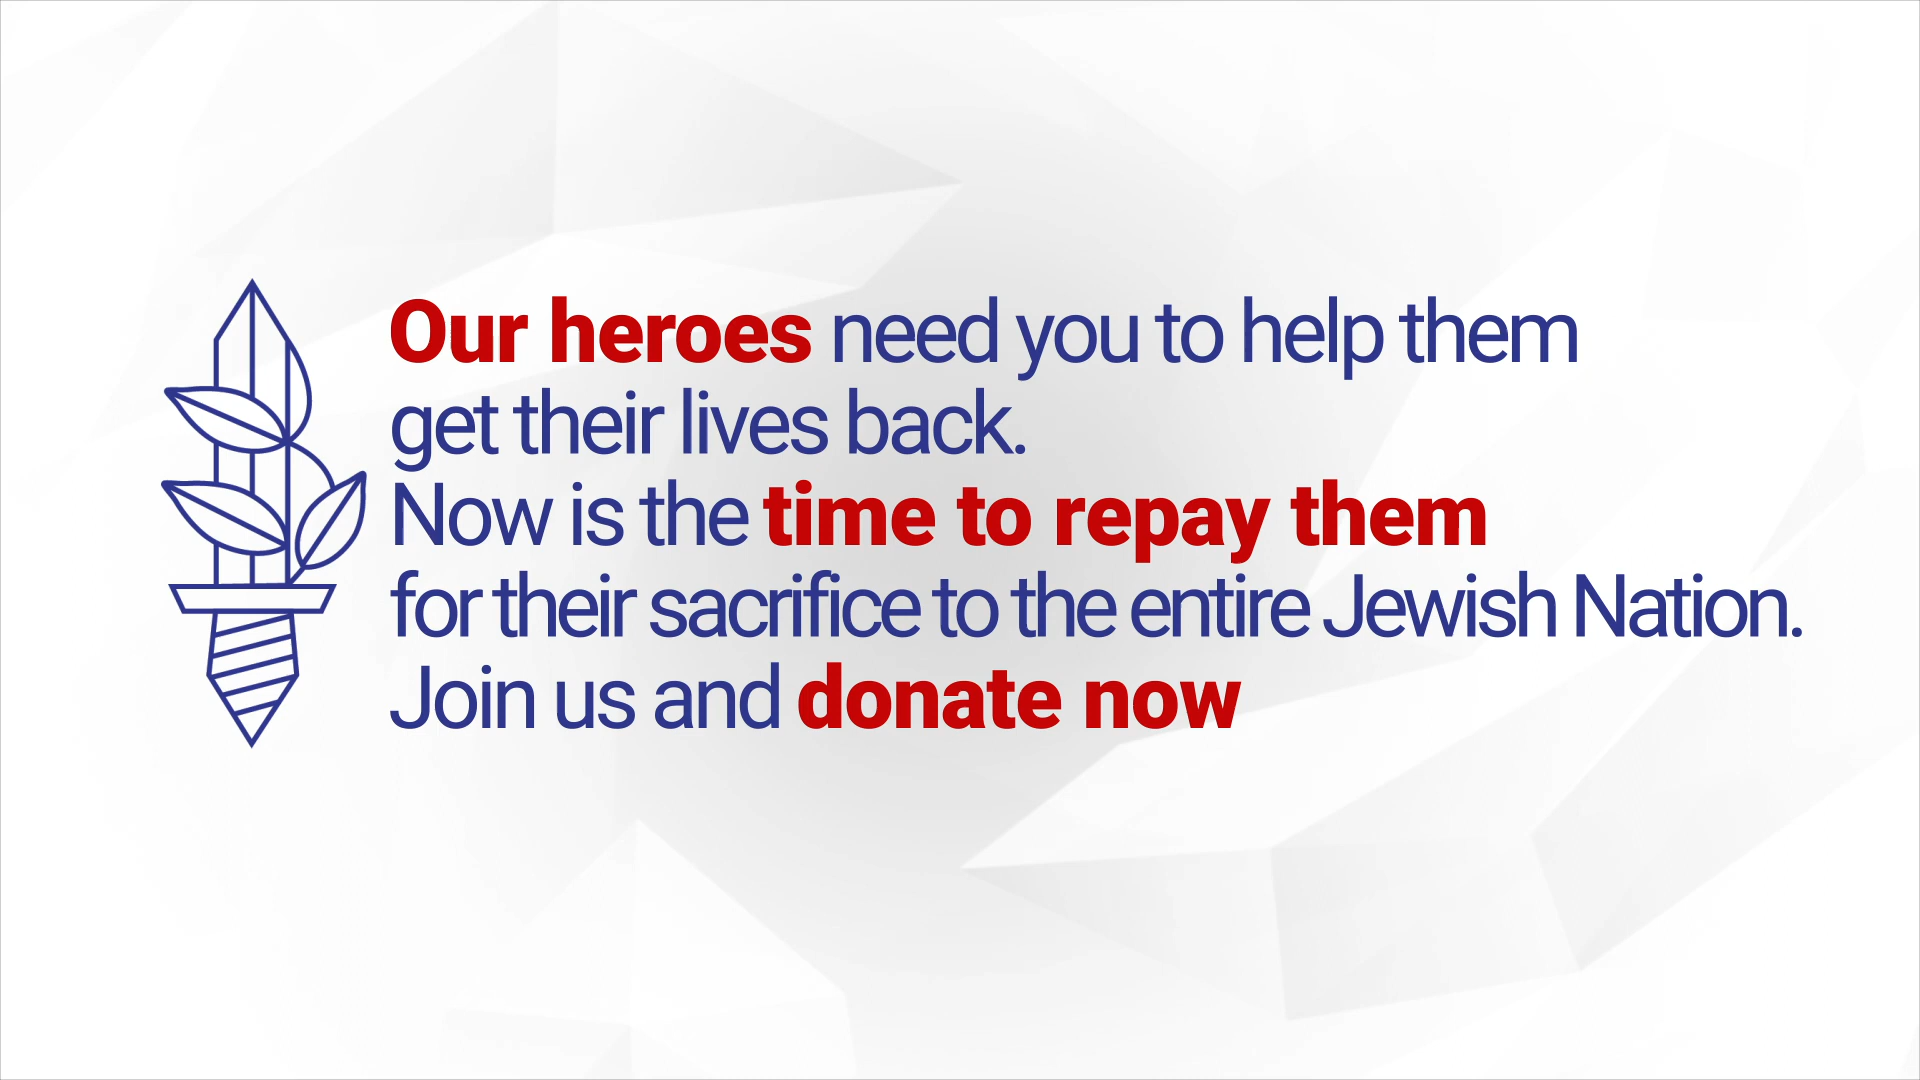 Our heroes need you to help them
get their lives back.
Now is the time to repay them
for their sacrifice to the entire Jewish Nation.
Join us and donate now